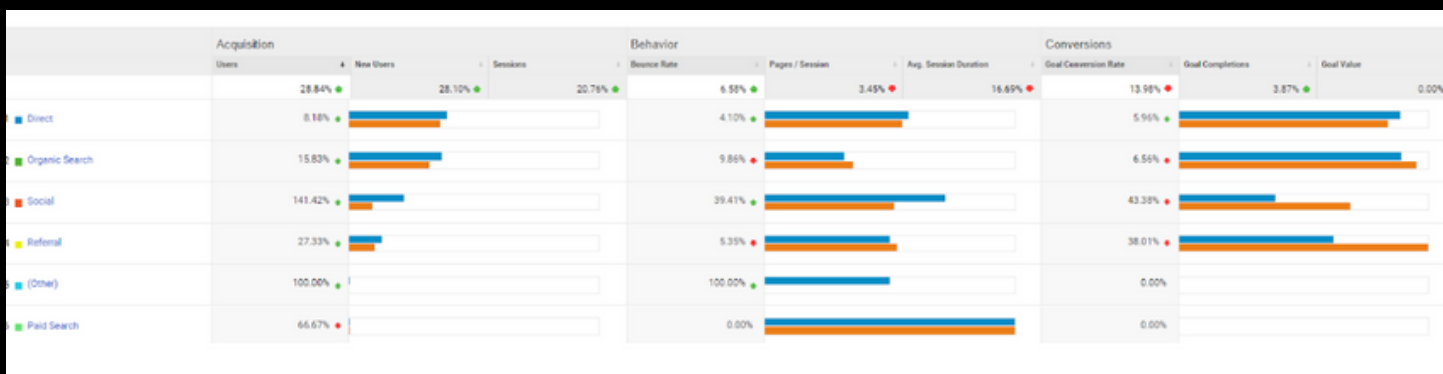 Acquisition Behavior Conversions
Users New Users Sessions Bounce Rate Pages / Session Avg. Session Duration Goal Conversion Rate Goal Completions Goal Value
28.84% 28.10% 20.76% 6.58% 3.45% 16.69% 13.98% 3.87% 0.00%
Direct 8.18% 4.10% 5.96%
Organic Search 15.83% 9.86% 6.56%
Social 141.42% 39.41% 43.38%
Referral 27.33% 5.35% 38.01%
(Other) 100.00% 100.00% 0.00%
Paid Search 66.67% 0.00% 0.00%